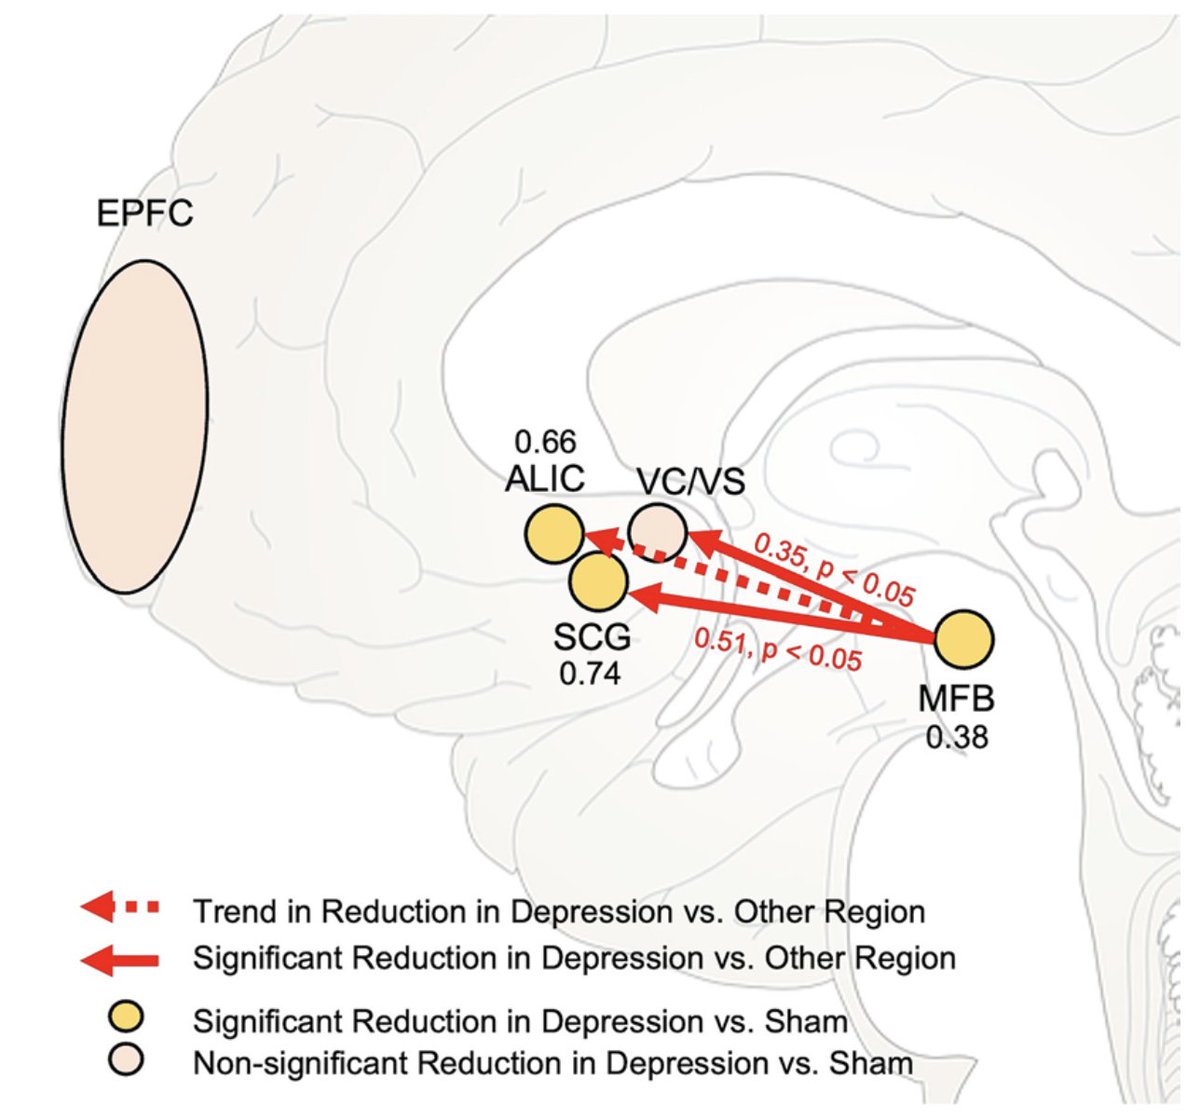 EPFC
0.66
ALIC
VC/VS
0.35, p < 0.05
SCG
0.74
0.51, p < 0.05
MFB
0.38
Trend in Reduction in Depression vs. Other Region
Significant Reduction in Depression vs. Other Region
Significant Reduction in Depression vs. Sham
Non-significant Reduction in Depression vs. Sham